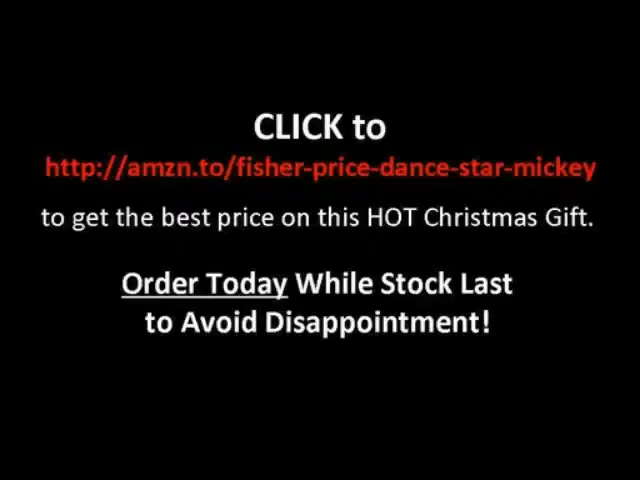 CLICK to
http://amzn.to/fisher-price-dance-star-mickey
to get the best price on this HOT Christmas Gift.
Order Today While Stock Last
to Avoid Disappointment!